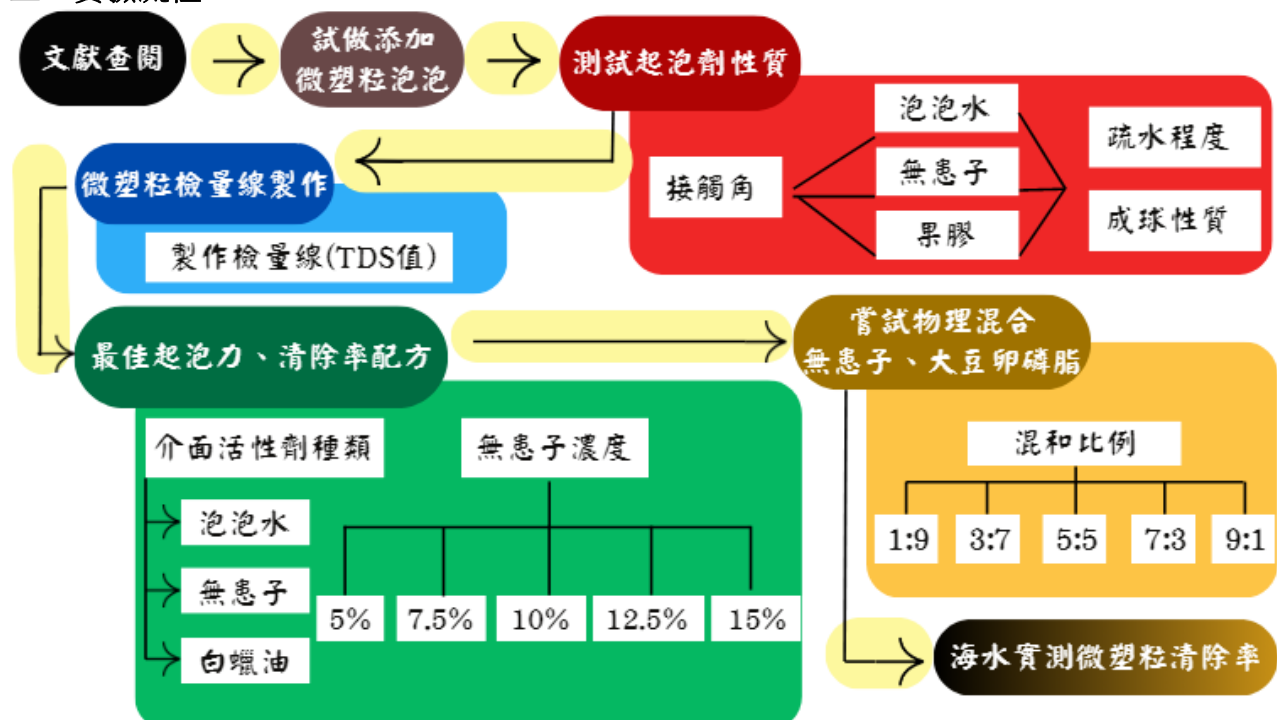 文獻查閱
試做添加
微塑粒泡泡
測試起泡劑性質
接觸角
泡泡水
無患子
果膠
疏水程度
成球性質
微塑粒檢量線製作
製作檢量線(TDS值)
最佳起泡力、清除率配方
介面活性劑種類
泡泡水
無患子
白蠟油
無患子濃度
5%
7.5%
10%
12.5%
15%
嘗試物理混合
無患子、大豆卵磷脂
混和比例
1:9
3:7
5:5
7:3
9:1
海水實測微塑粒清除率